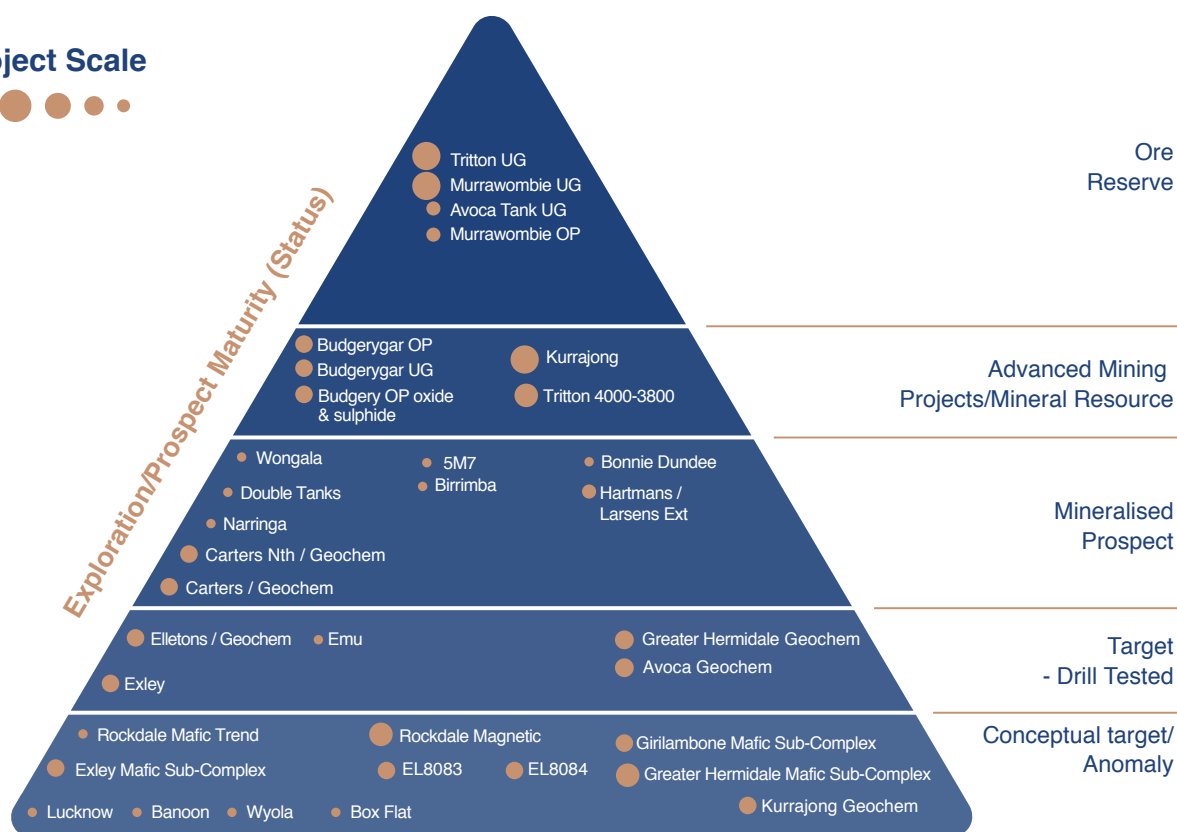 oject Scale
Exploration/Prospect Maturity (Status)
Tritton UG
Murrawombie UG
Avoca Tank UG
Murrawombie OP
Ore
Reserve
Budgerygar OP
Budgerygar UG
Budgery OP oxide
& sulphide
Kurrajong
Tritton 4000-3800
Advanced Mining
Projects/Mineral Resource
Wongala
Double Tanks
Narringa
Carters Nth / Geochem
Carters / Geochem
5M7
Birrimba
Bonnie Dundee
Hartmans /
Larsens Ext
Mineralised
Prospect
Elletons / Geochem
Emu
Exley
Greater Hermidale Geochem
Avoca Geochem
Target
- Drill Tested
Rockdale Mafic Trend
Rockdale Magnetic
Girilambone Mafic Sub-Complex
Exley Mafic Sub-Complex
EL8083
EL8084
Greater Hermidale Mafic Sub-Complex
Lucknow
Banoon
Wyola
Box Flat
Kurrajong Geochem
Conceptual target/
Anomaly